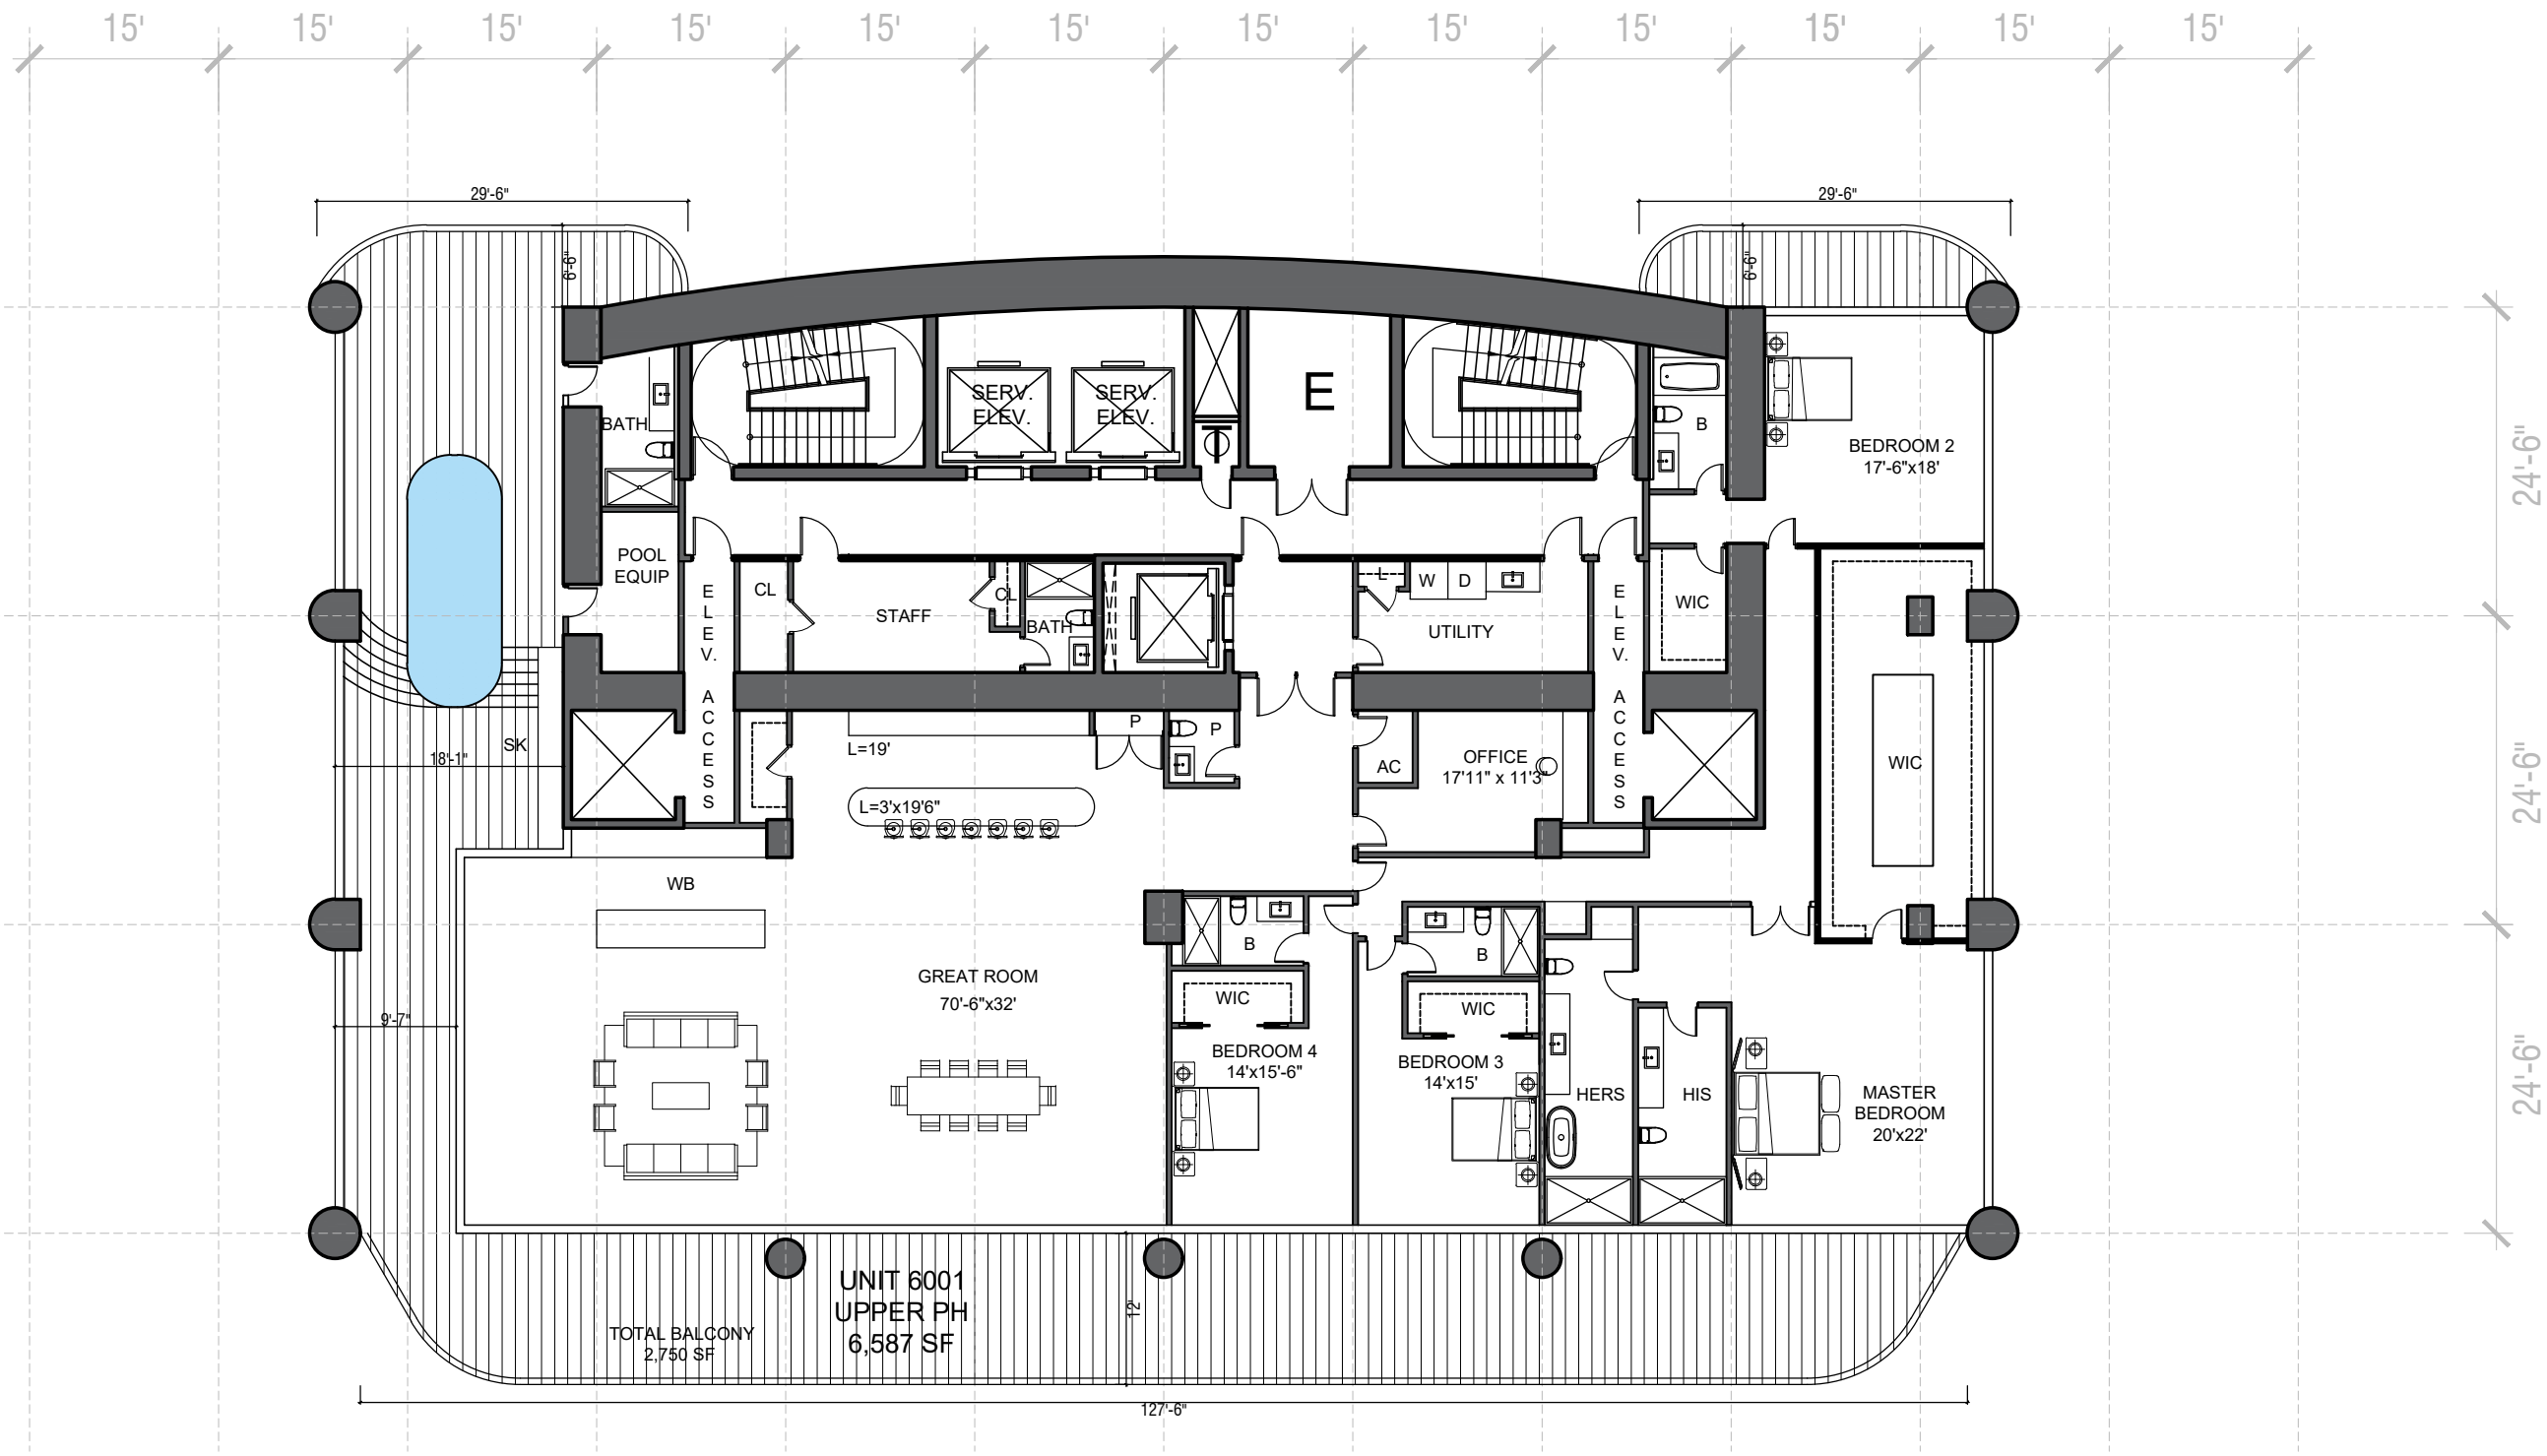 15' 15' 15' 15' 15' 15' 15' 15' 15' 15' 15' 15'
29'-6" 29'-6"
6'-6" 6'-6"
SERV. ELEV.
SERV. ELEV.
E
BATH
B
BEDROOM 2
17'-6"x18'
24'-6"
POOL
EQUIP
ELEV. ACCESS
CL
STAFF
CL
BATH
L
W D
UTILITY
ELEV. ACCESS
WIC
SK
18'-1"
L=19'
P
P
AC
OFFICE
17'11" x 11'3"
WIC
24'-6"
L=3'x19'6"
WB
GREAT ROOM
70'-6"x32'
9'-7"
B
WIC
BEDROOM 4
14'x15'-6"
B
WIC
BEDROOM 3
14'x15'
HERS
HIS
MASTER
BEDROOM
20'x22'
24'-6"
UNIT 6001
UPPER PH
6,587 SF
TOTAL BALCONY
2,750 SF
12'
127'-6"